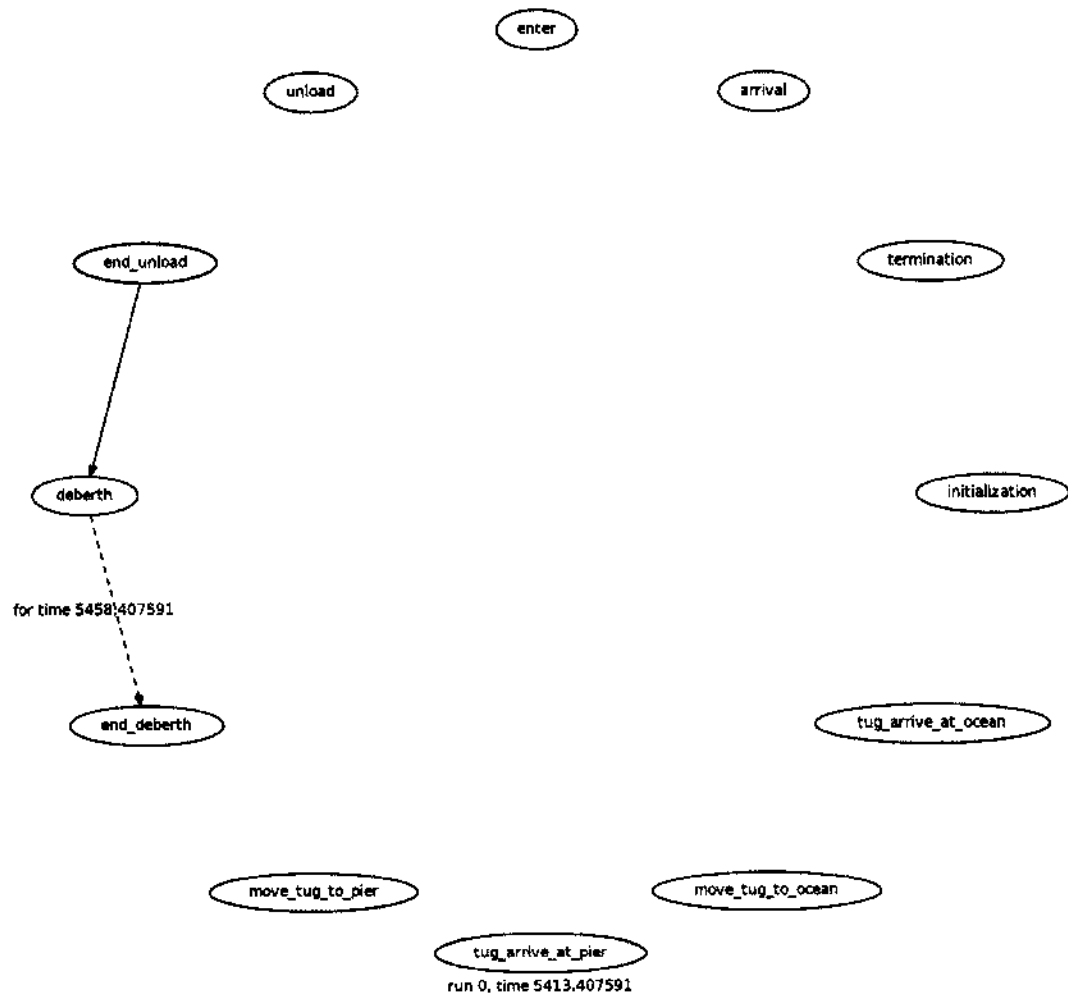 enter
unload
arrival
end_unload
termination
deberth
initialization
for time 5458.407591
end_deberth
tug_arrive_at_ocean
move_tug_to_pier
move_tug_to_ocean
tug_arrive_at_pier
run 0, time 5413.407591